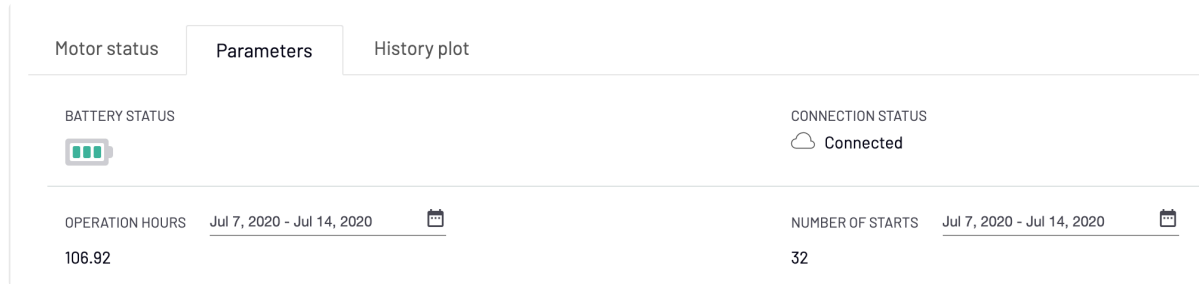 Motor status
Parameters
History plot
BATTERY STATUS
CONNECTION STATUS
Connected
OPERATION HOURS Jul 7, 2020 - Jul 14, 2020
NUMBER OF STARTS Jul 7, 2020 - Jul 14, 2020
106.92
32